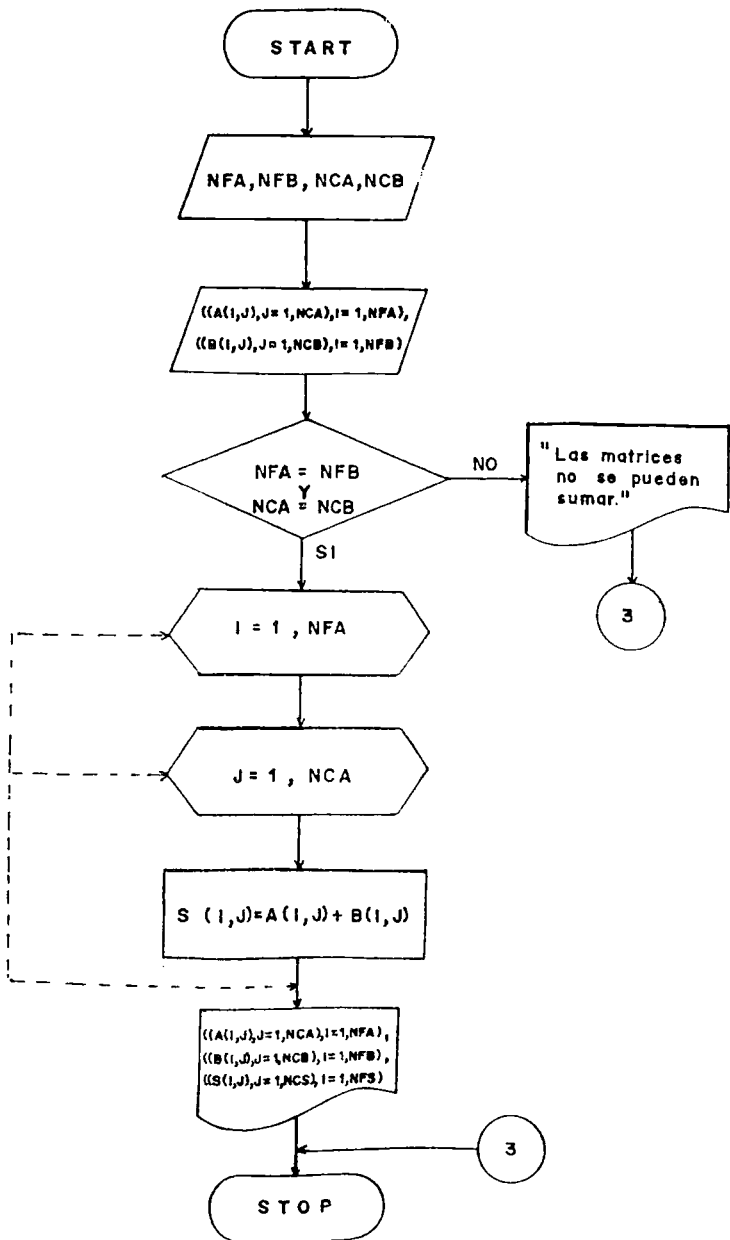 START
NFA, NFB, NCA, NCB
((A(I,J),J=1,NCA),I=1,NFA),
((B(I,J),J=1,NCB),I=1,NFB)
NFA = NFB
Y
NCA = NCB
NO
"Las matrices
no se pueden
sumar."
SI
3
I = 1 , NFA
J = 1 , NCA
S (I,J)=A(I,J)+ B(I,J)
((A(I,J),J=1,NCA),I=1,NFA),
((B(I,J),J=1,NCB),I=1,NFB),
((S(I,J),J=1,NCS),I=1,NFS)
3
STOP